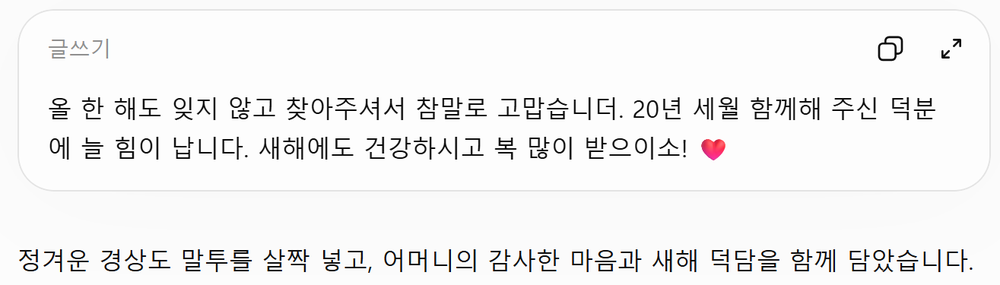 글쓰기
올 한 해도 잊지 않고 찾아주셔서 참말로 고맙습니더. 20년 세월 함께해 주신 덕분
에 늘 힘이 납니다. 새해에도 건강하시고 복 많이 받으이소! ❤️
정겨운 경상도 말투를 살짝 넣고, 어머니의 감사한 마음과 새해 덕담을 함께 담았습니다.